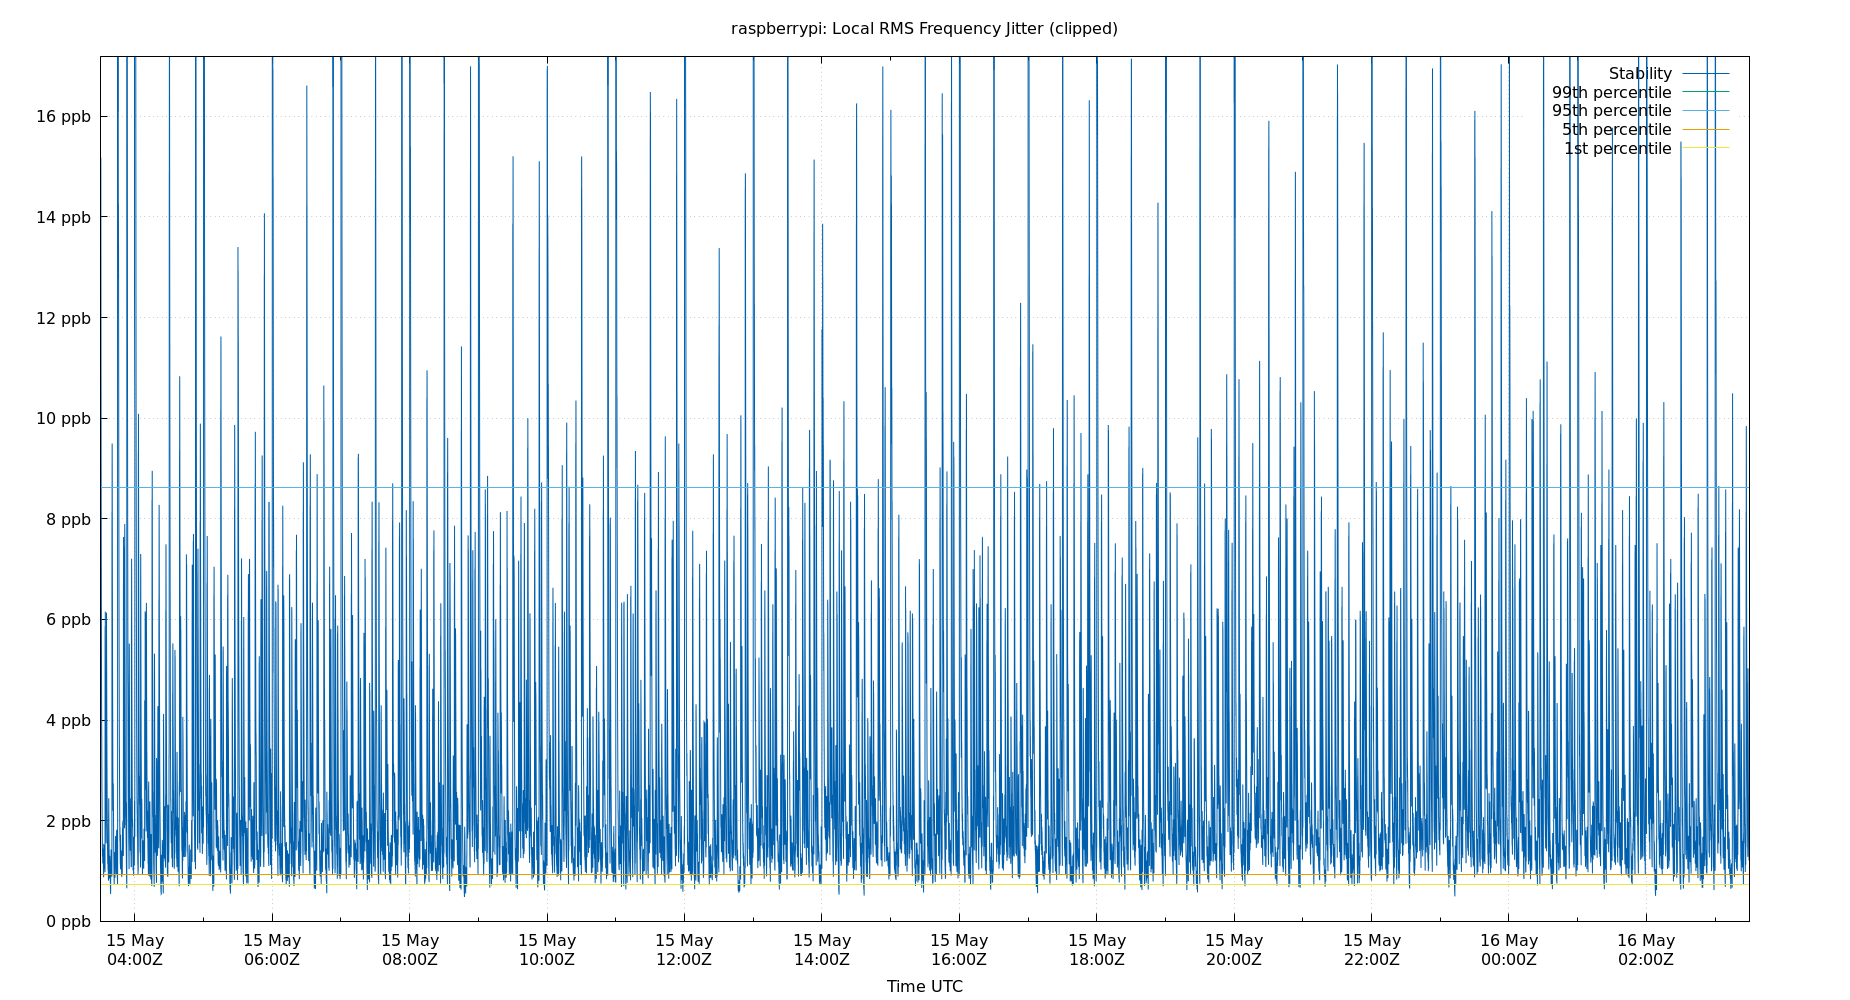 raspberrypi: Local RMS Frequency Jitter (clipped)
Stability
99th percentile
95th percentile
5th percentile
1st percentile
16 ppb
14 ppb
12 ppb
10 ppb
8 ppb
6 ppb
4 ppb
2 ppb
0 ppb
15 May 15 May 15 May 15 May 15 May 15 May 15 May 15 May 15 May 15 May 16 May 16 May
04:00Z 06:00Z 08:00Z 10:00Z 12:00Z 14:00Z 16:00Z 18:00Z 20:00Z 22:00Z 00:00Z 02:00Z
Time UTC